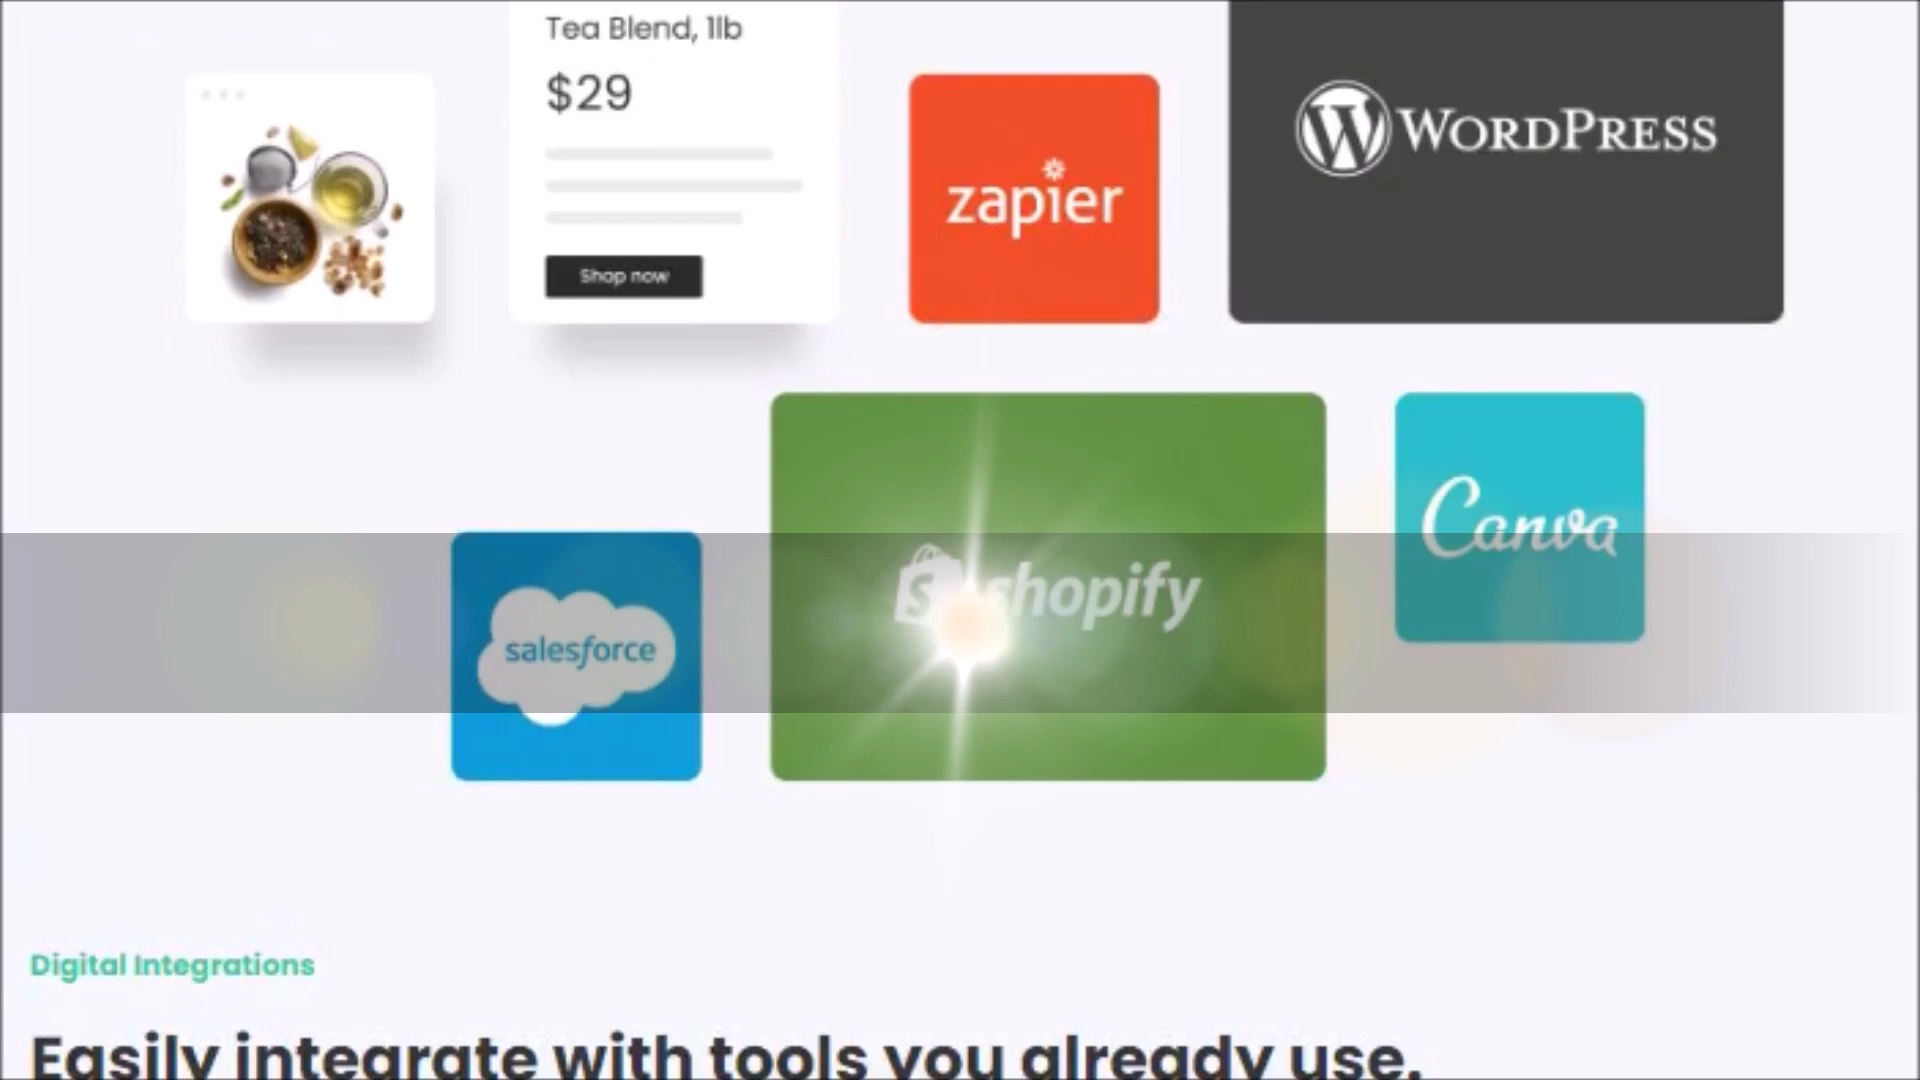 Tea Blend, 1lb
$29
Shop now
zapier
WORDPRESS
salesforce
shopify
Canva
Digital Integrations
Easily integrate with tools you already use.